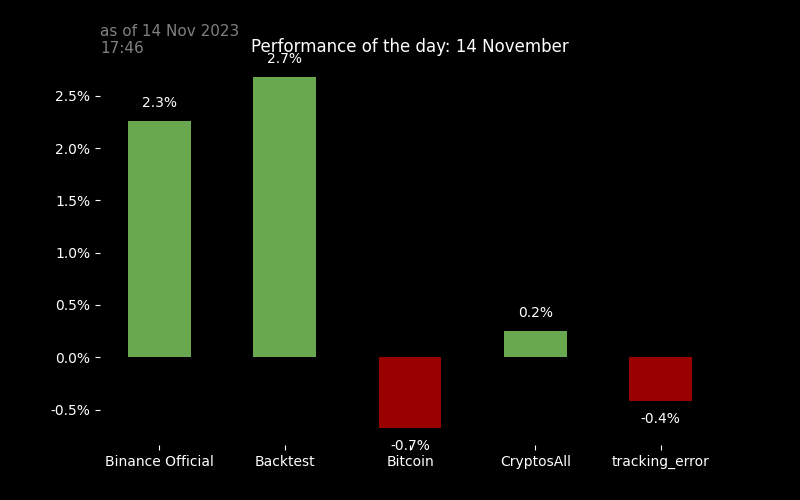 as of 14 Nov 2023
17:46
Performance of the day: 14 November
2.7%
2.5%
2.3%
2.0%
1.5%
1.0%
0.5%
0.2%
0.0%
-0.5%
-0.4%
-0.7%
Binance Official
Backtest
Bitcoin
CryptosAll
tracking_error